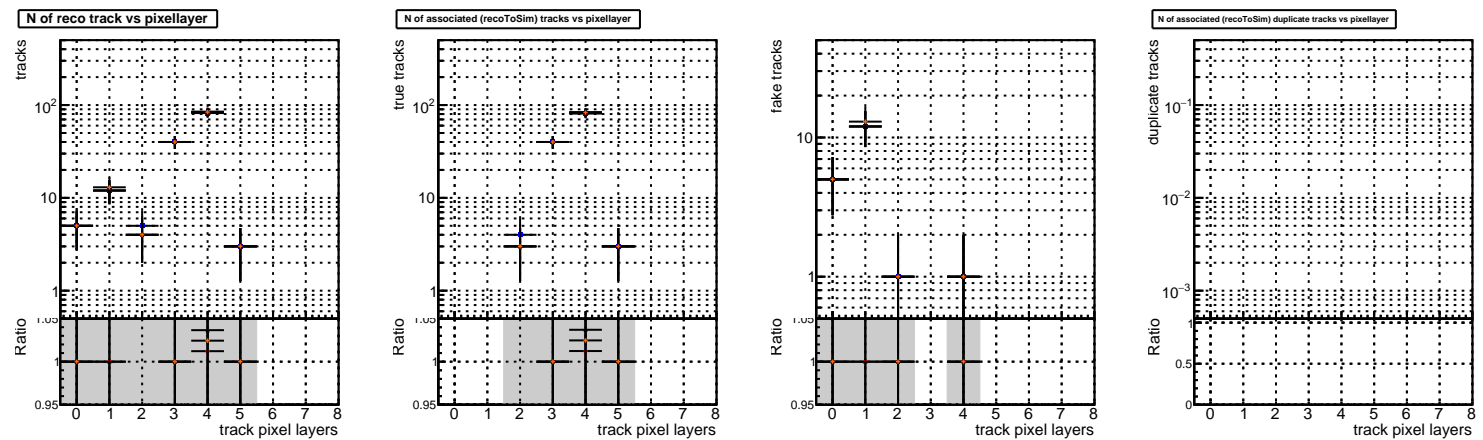 N of reco track vs pixellayer
tracks
10²
10
1
Ratio
1.05
1
0.95
0 1 2 3 4 5 6 7 8
track pixel layers
N of associated (recoToSim) tracks vs pixellayer
true tracks
10²
10
1
Ratio
1.05
1
0.95
0 1 2 3 4 5 6 7 8
track pixel layers
fake tracks
10
1
Ratio
1.05
1
0.95
0 1 2 3 4 5 6 7 8
track pixel layers
N of associated (recoToSim) duplicate tracks vs pixellayer
duplicate tracks
10⁻¹
10⁻²
10⁻³
Ratio
1
0.5
0
0 1 2 3 4 5 6 7 8
track pixel layers